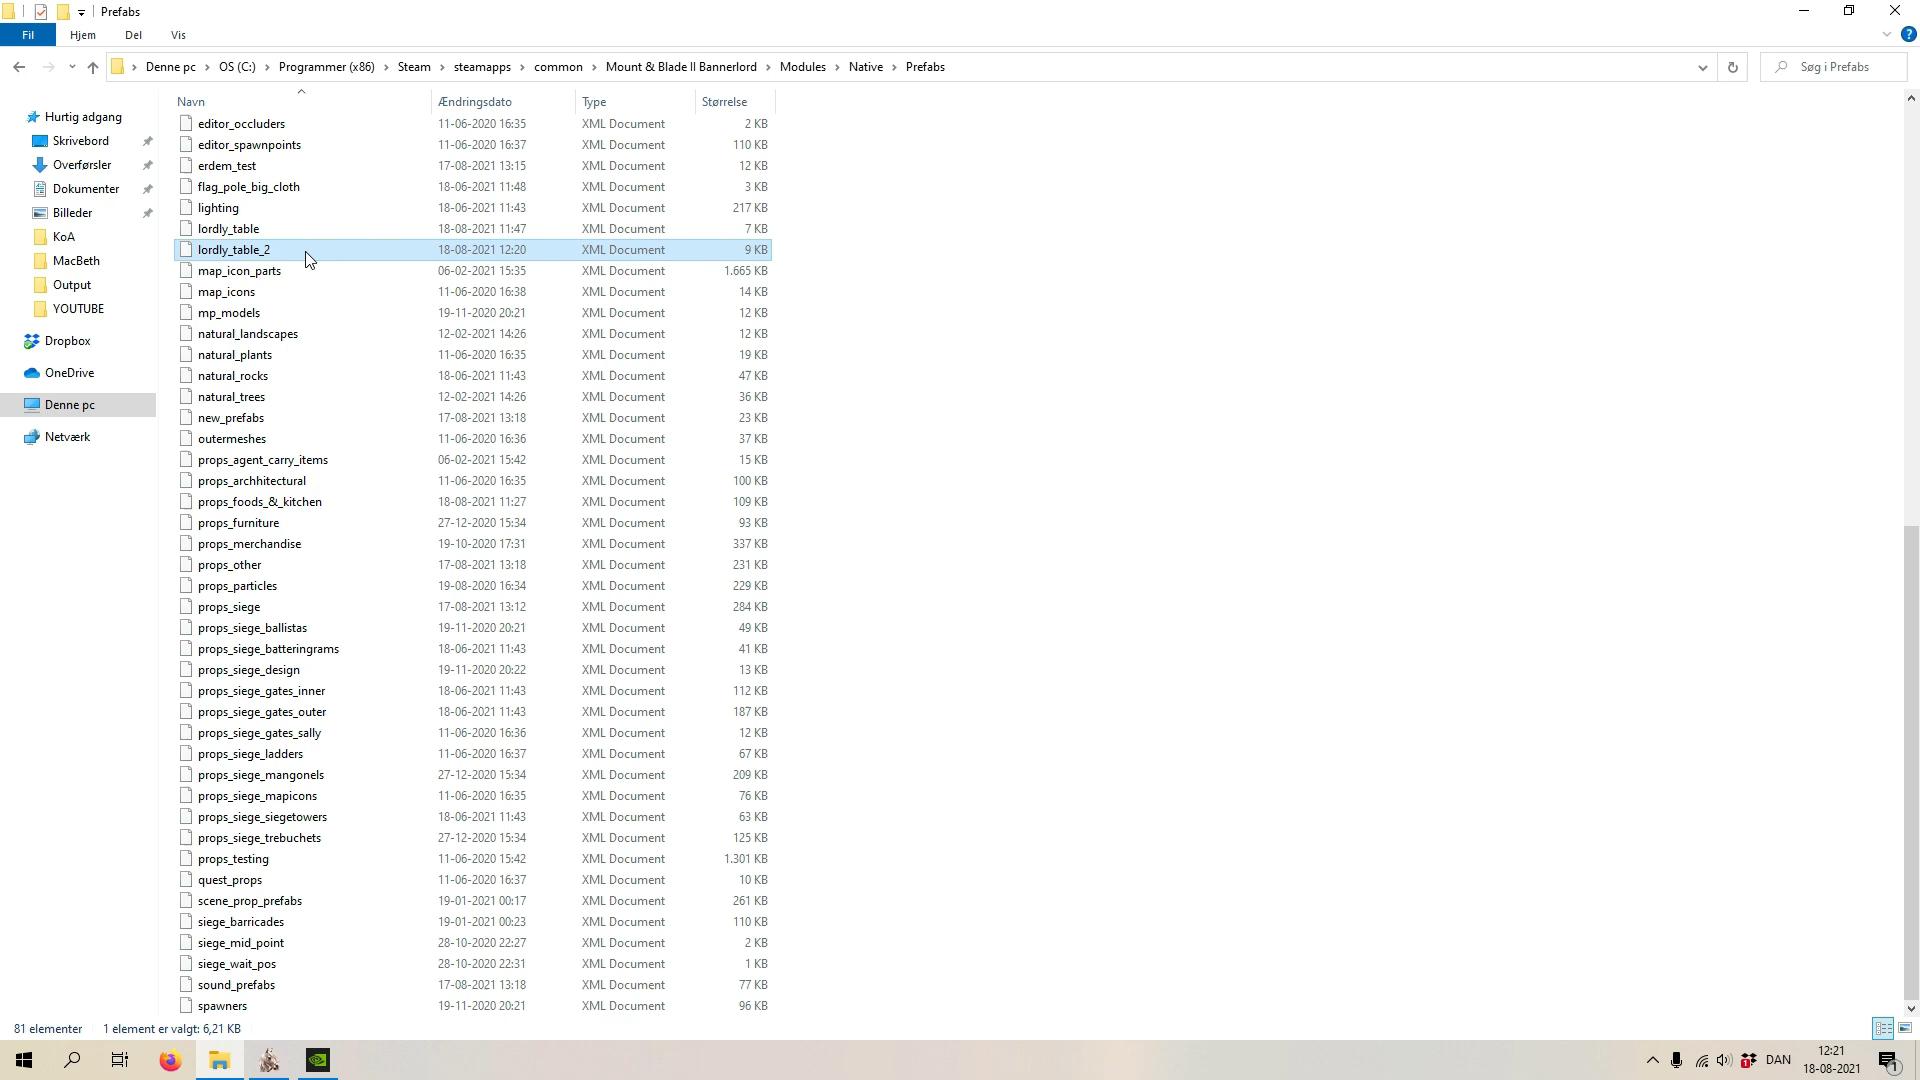 Prefabs
Fil Hjem Del Vis
Denne pc OS (C:) Programmer (x86) Steam steamapps common Mount & Blade II Bannerlord Modules Native Prefabs Søg i Prefabs
Navn Ændringsdato Type Størrelse
Hurtig adgang
Skrivebord
Overførsler
Dokumenter
Billeder
KoA
MacBeth
Output
YOUTUBE
Dropbox
OneDrive
Denne pc
Netværk
editor_occluders 11-06-2020 16:35 XML Document 2 KB
editor_spawnpoints 11-06-2020 16:37 XML Document 110 KB
erdem_test 17-08-2021 13:15 XML Document 12 KB
flag_pole_big_cloth 18-06-2021 11:48 XML Document 3 KB
lighting 18-06-2021 11:43 XML Document 217 KB
lordly_table 18-08-2021 11:47 XML Document 7 KB
lordly_table_2 18-08-2021 12:20 XML Document 9 KB
map_icon_parts 06-02-2021 15:35 XML Document 1.665 KB
map_icons 11-06-2020 16:38 XML Document 14 KB
mp_models 19-11-2020 20:21 XML Document 12 KB
natural_landscapes 12-02-2021 14:26 XML Document 12 KB
natural_plants 11-06-2020 16:35 XML Document 19 KB
natural_rocks 18-06-2021 11:43 XML Document 47 KB
natural_trees 12-02-2021 14:26 XML Document 36 KB
new_prefabs 17-08-2021 13:18 XML Document 23 KB
outermeshes 11-06-2020 16:36 XML Document 37 KB
props_agent_carry_items 06-02-2021 15:42 XML Document 15 KB
props_archhitectural 11-06-2020 16:35 XML Document 100 KB
props_foods_&_kitchen 18-08-2021 11:27 XML Document 109 KB
props_furniture 27-12-2020 15:34 XML Document 93 KB
props_merchandise 19-10-2020 17:31 XML Document 337 KB
props_other 17-08-2021 13:18 XML Document 231 KB
props_particles 19-08-2020 16:34 XML Document 229 KB
props_siege 17-08-2021 13:12 XML Document 284 KB
props_siege_ballistas 19-11-2020 20:21 XML Document 49 KB
props_siege_batteringrams 18-06-2021 11:43 XML Document 41 KB
props_siege_design 19-11-2020 20:22 XML Document 13 KB
props_siege_gates_inner 18-06-2021 11:43 XML Document 112 KB
props_siege_gates_outer 18-06-2021 11:43 XML Document 187 KB
props_siege_gates_sally 11-06-2020 16:36 XML Document 12 KB
props_siege_ladders 11-06-2020 16:37 XML Document 67 KB
props_siege_mangonels 27-12-2020 15:34 XML Document 209 KB
props_siege_mapicons 11-06-2020 16:35 XML Document 76 KB
props_siege_siegetowers 18-06-2021 11:43 XML Document 63 KB
props_siege_trebuchets 27-12-2020 15:34 XML Document 125 KB
props_testing 11-06-2020 15:42 XML Document 1.301 KB
quest_props 11-06-2020 16:37 XML Document 10 KB
scene_prop_prefabs 19-01-2021 00:17 XML Document 261 KB
siege_barricades 19-01-2021 00:23 XML Document 110 KB
siege_mid_point 28-10-2020 22:27 XML Document 2 KB
siege_wait_pos 28-10-2020 22:31 XML Document 1 KB
sound_prefabs 17-08-2021 13:18 XML Document 77 KB
spawners 19-11-2020 20:21 XML Document 96 KB
81 elementer 1 element er valgt: 6,21 KB
DAN 12:21
18-08-2021